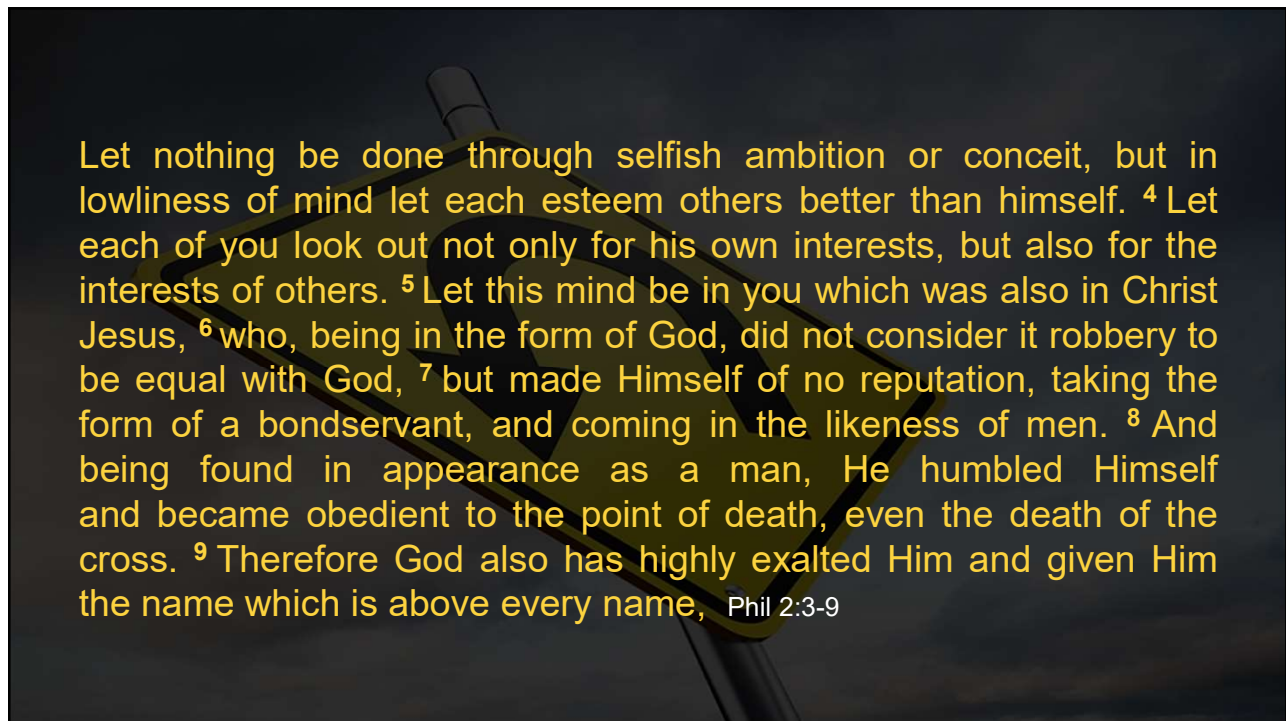 Let nothing be done through selfish ambition or conceit, but in
lowliness of mind let each esteem others better than himself. 4 Let
each of you look out not only for his own interests, but also for the
interests of others. 5 Let this mind be in you which was also in Christ
Jesus, 6 who, being in the form of God, did not consider it robbery to
be equal with God, 7 but made Himself of no reputation, taking the
form of a bondservant, and coming in the likeness of men. 8 And
being found in appearance as a man, He humbled Himself
and became obedient to the point of death, even the death of the
cross. 9 Therefore God also has highly exalted Him and given Him
the name which is above every name, Phil 2:3-9